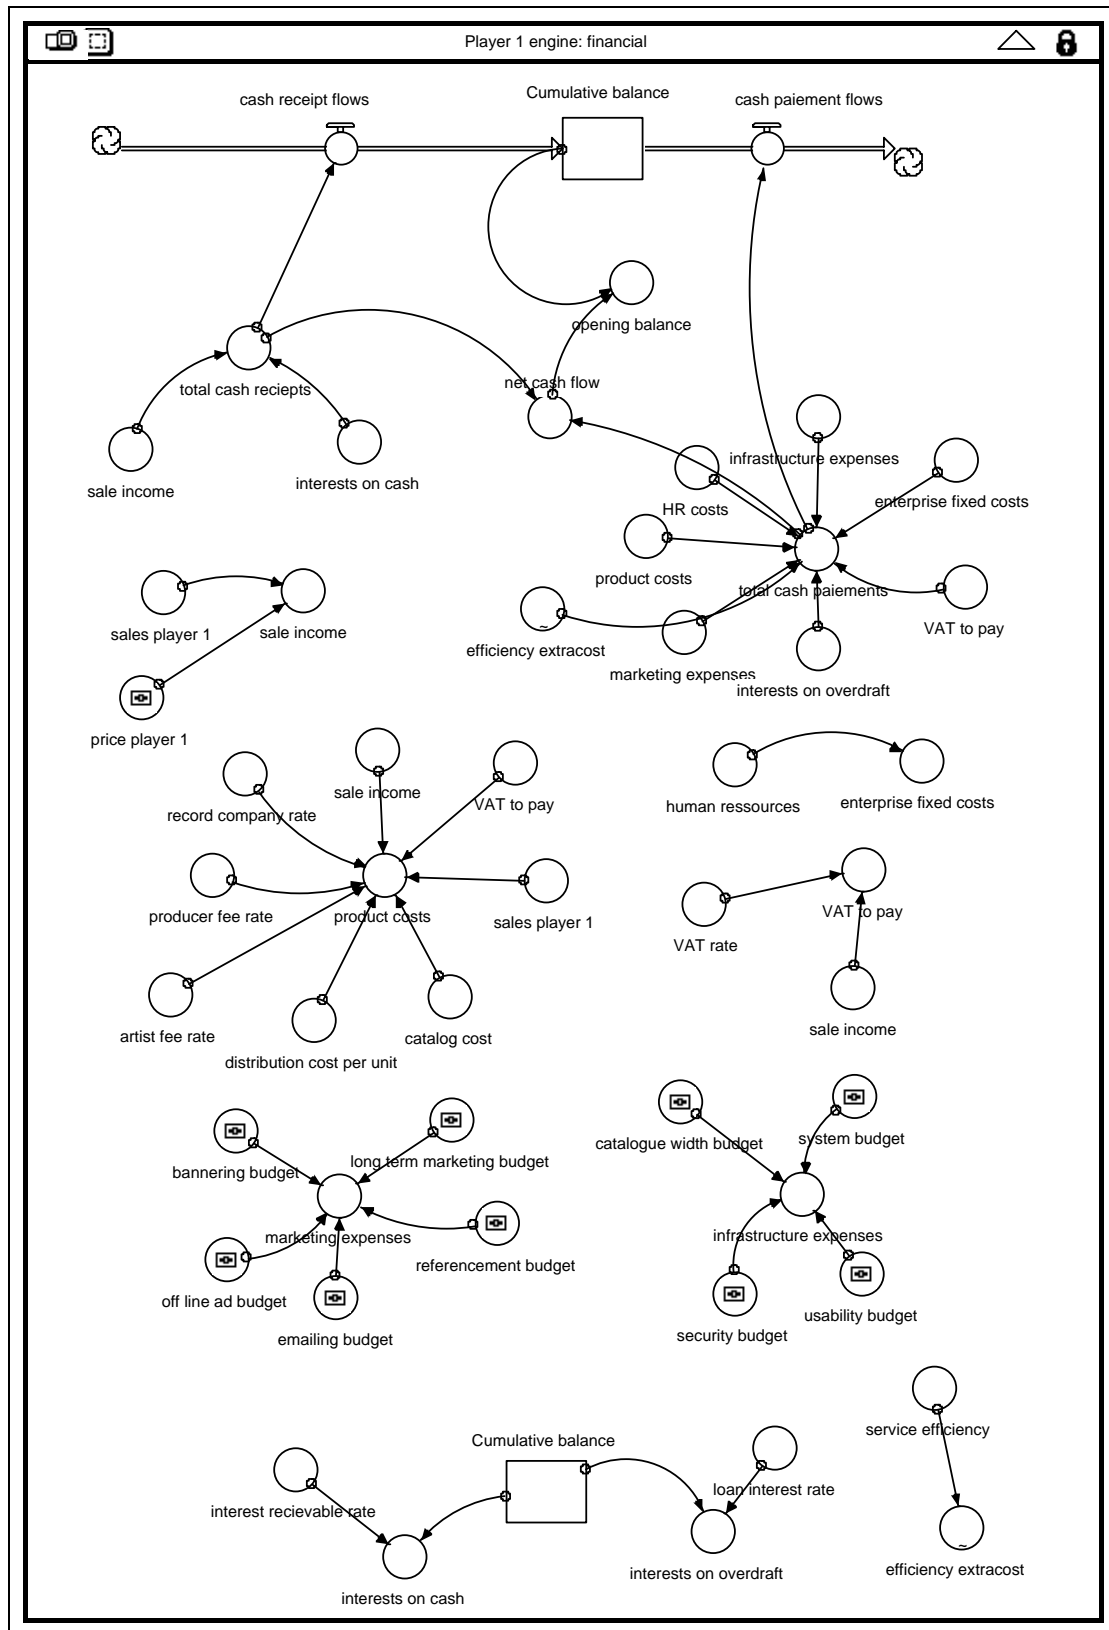 Player 1 engine: financial
cash receipt flows
Cumulative balance
cash paiement flows
opening balance
total cash reciepts
net cash flow
sale income
interests on cash
infrastructure expenses
HR costs
enterprise fixed costs
product costs
total cash paiements
sales player 1
sale income
efficiency extracost
marketing expenses
interests on overdraft
VAT to pay
price player 1
record company rate
sale income
VAT to pay
human ressources
enterprise fixed costs
producer fee rate
product costs
sales player 1
VAT rate
VAT to pay
artist fee rate
distribution cost per unit
catalog cost
sale income
bannering budget
long term marketing budget
catalogue width budget
system budget
marketing expenses
referencement budget
infrastructure expenses
off line ad budget
emailing budget
security budget
usability budget
Cumulative balance
service efficiency
interest recievable rate
loan interest rate
interests on cash
interests on overdraft
efficiency extracost